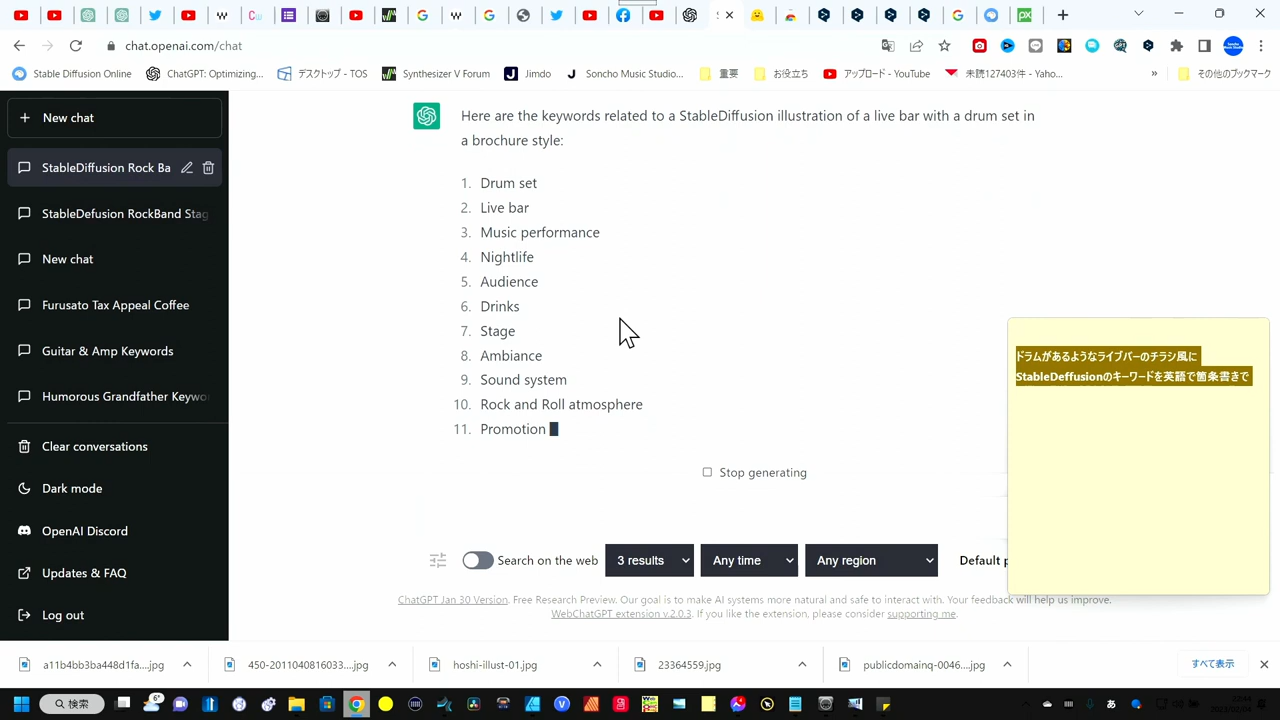 chat.openai.com/chat
Stable Diffusion Online
ChatGPT: Optimizing...
デスクトップ - TOS
Synthesizer V Forum
Jimdo
Soncho Music Studio...
重要
お役立ち
アップロード - YouTube
未読127403件 - Yaho...
»
その他のブックマーク
New chat
StableDiffusion Rock Ba
StableDefusion RockBand Stag
New chat
Furusato Tax Appeal Coffee
Guitar & Amp Keywords
Humorous Grandfather Keywo
Clear conversations
Dark mode
OpenAI Discord
Updates & FAQ
Log out
Here are the keywords related to a StableDiffusion illustration of a live bar with a drum set in
a brochure style:
1. Drum set
2. Live bar
3. Music performance
4. Nightlife
5. Audience
6. Drinks
7. Stage
8. Ambiance
9. Sound system
10. Rock and Roll atmosphere
11. Promotion
Stop generating
ドラムがあるようなライブバーのチラシ風に
StableDeffusionのキーワードを英語で箇条書きで
Search on the web
3 results
Any time
Any region
Default p
ChatGPT Jan 30 Version. Free Research Preview. Our goal is to make AI systems more natural and safe to interact with. Your feedback will help us improve.
WebChatGPT extension v.2.0.3. If you like the extension, please consider supporting me.
a11b4bb3ba448d1fa....jpg
450-2011040816033....jpg
hoshi-illust-01.jpg
23364559.jpg
publicdomainq-0046....jpg
すべて表示
検索
6°
あ